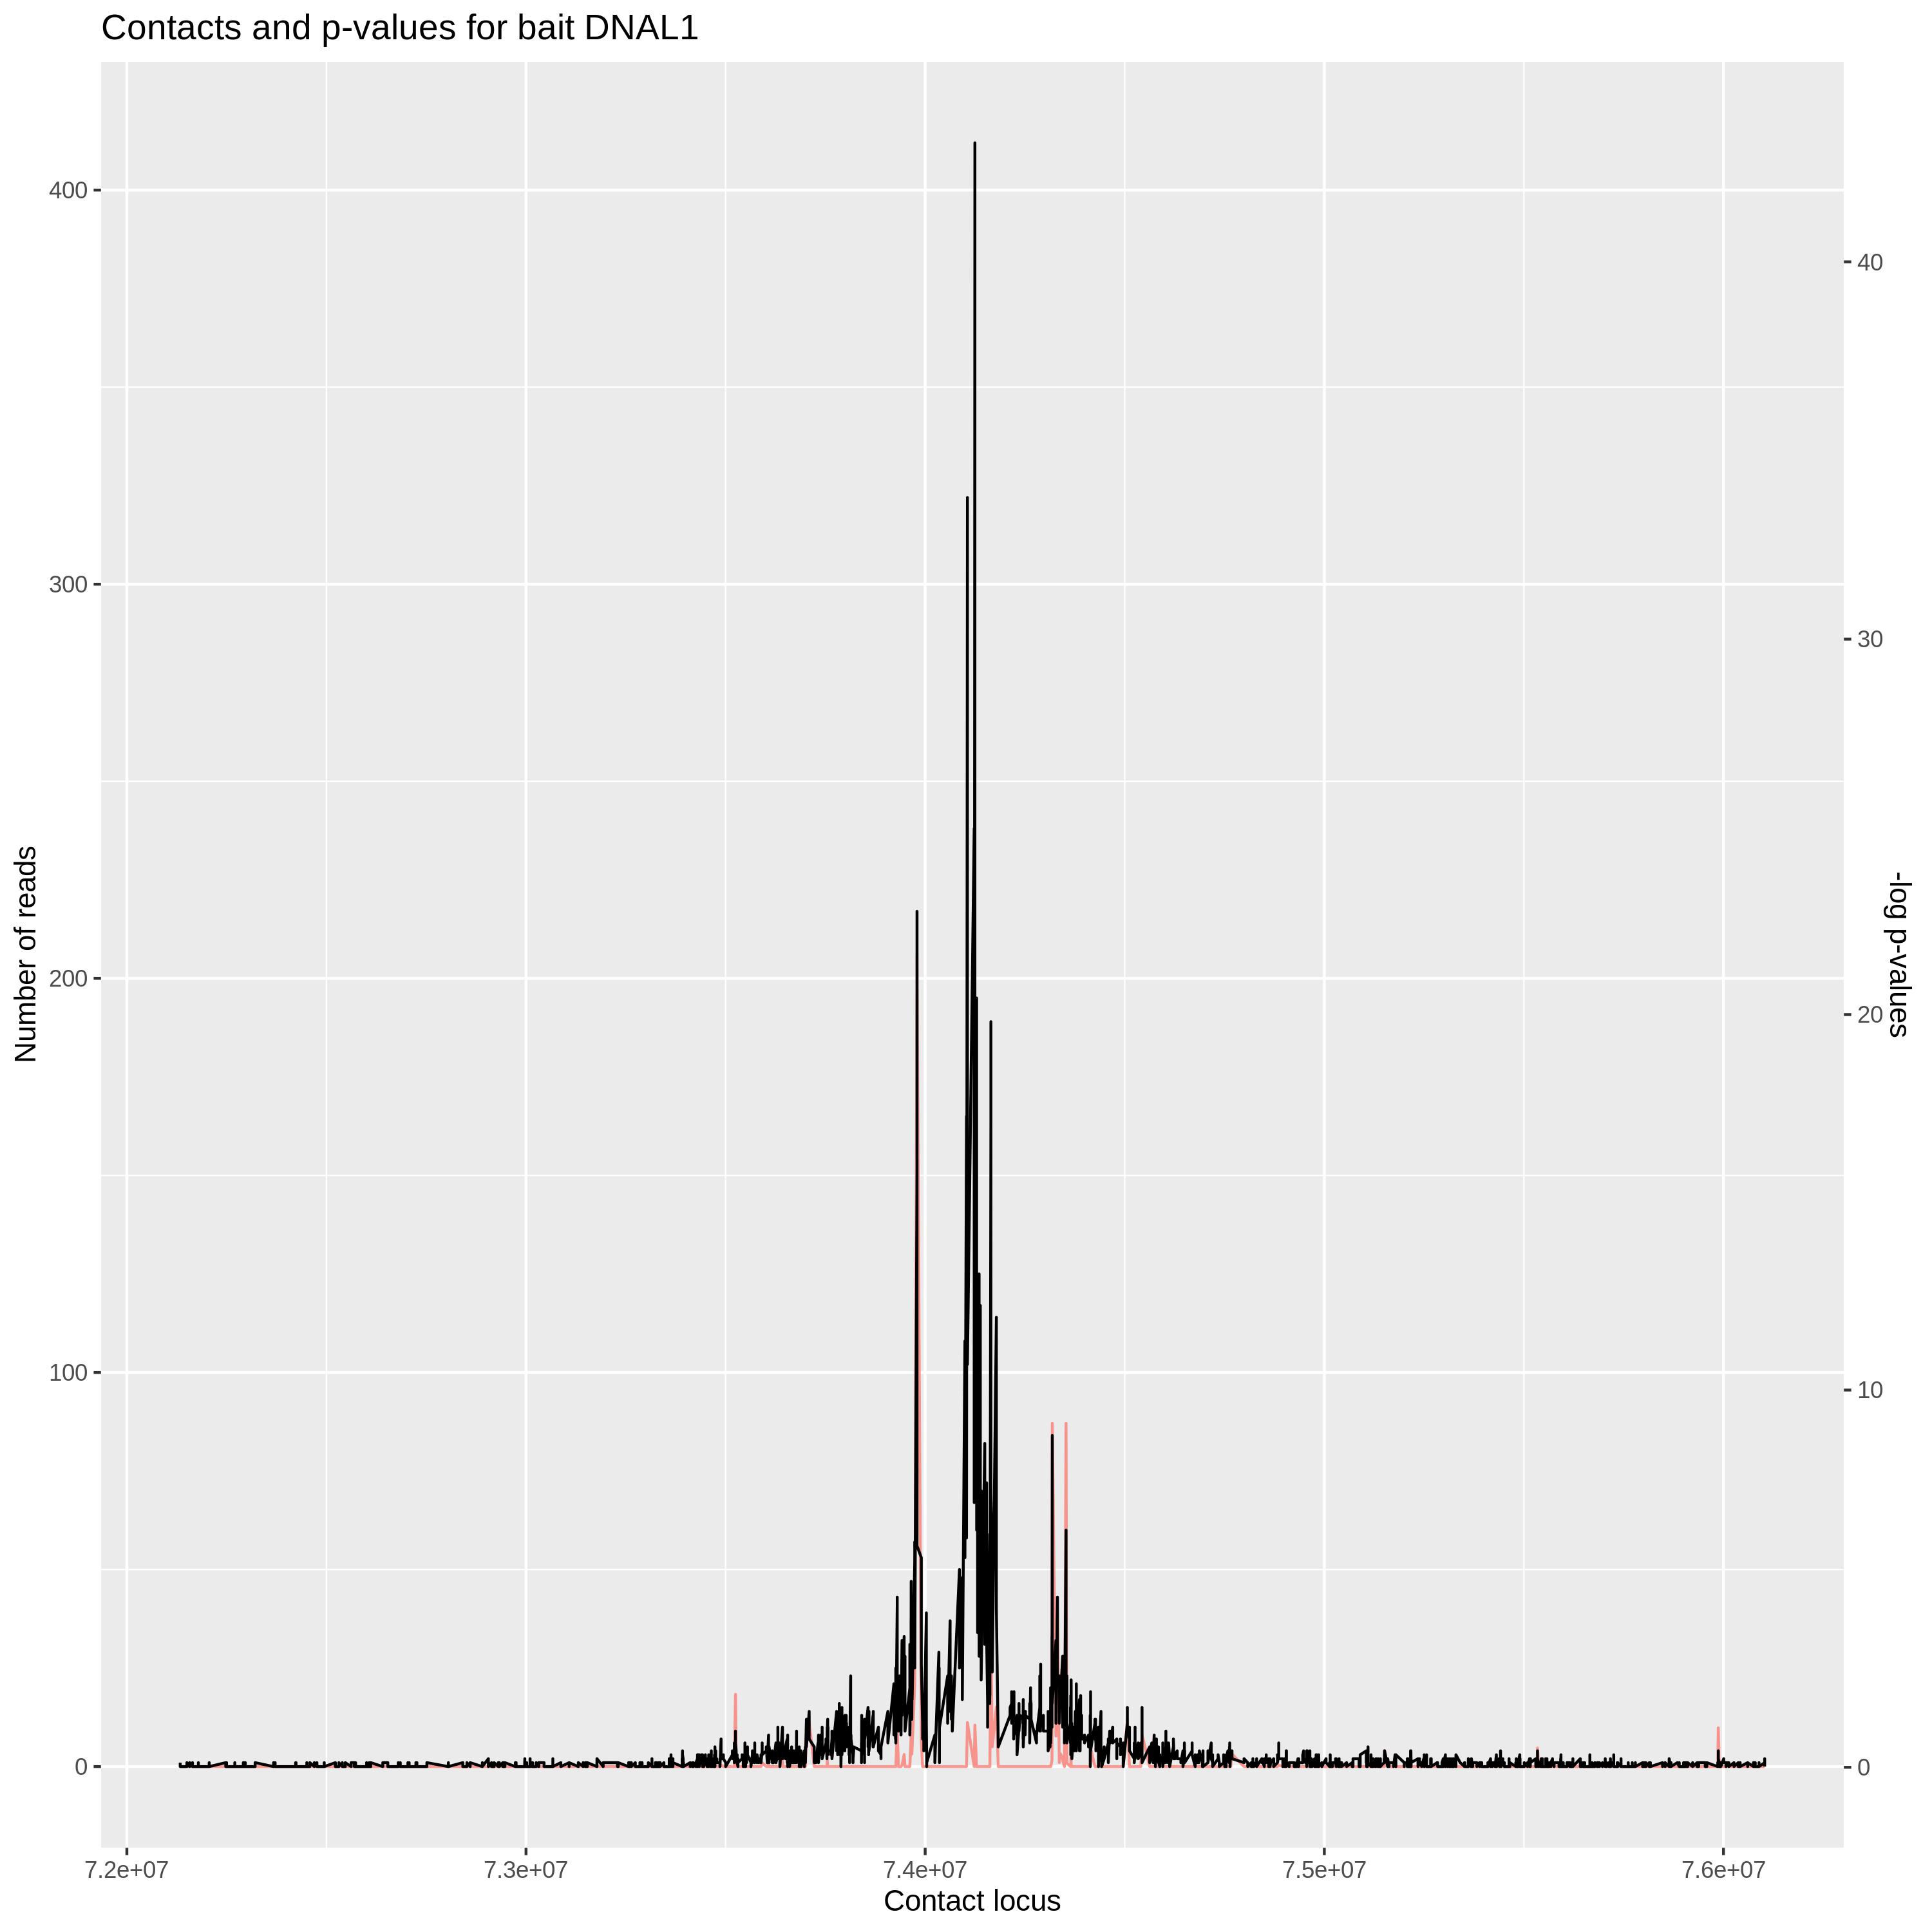 Contacts and p-values for bait DNAL1
Number of reads
400
300
200
100
0
40
30
20
10
0
-log p-values
7.2e+07
7.3e+07
7.4e+07
7.5e+07
7.6e+07
Contact locus